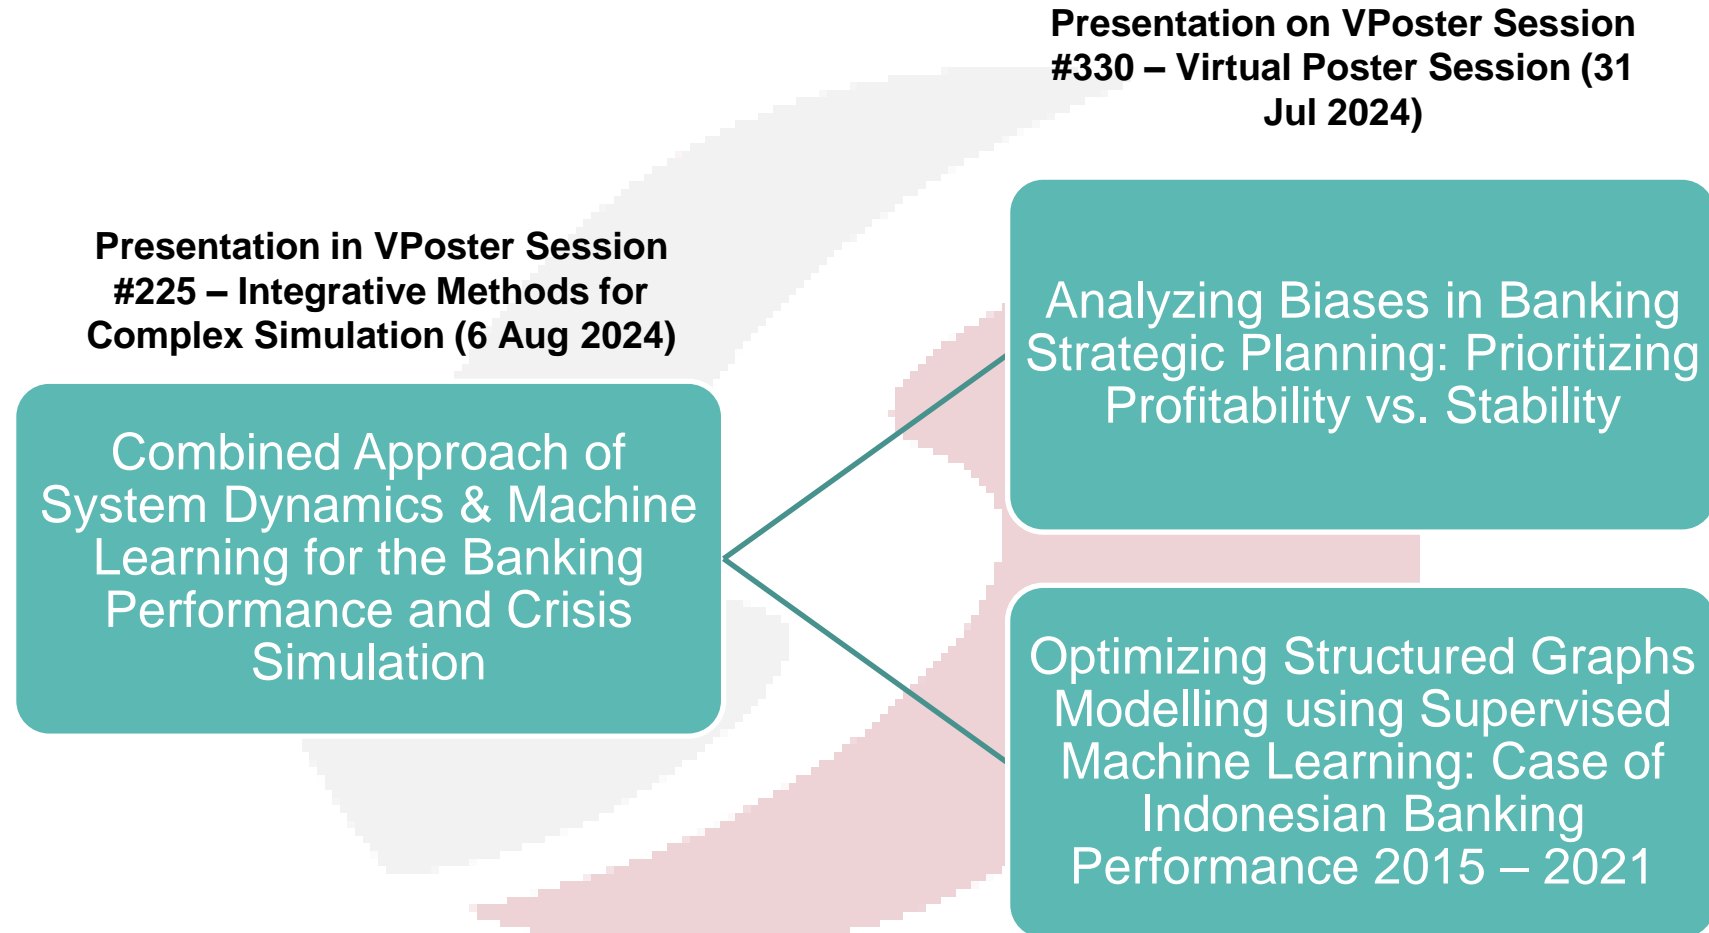 Presentation on VPoster Session
#330 – Virtual Poster Session (31
Jul 2024)
Presentation in VPoster Session
#225 – Integrative Methods for
Complex Simulation (6 Aug 2024)
Combined Approach of
System Dynamics & Machine
Learning for the Banking
Performance and Crisis
Simulation
Analyzing Biases in Banking
Strategic Planning: Prioritizing
Profitability vs. Stability
Optimizing Structured Graphs
Modelling using Supervised
Machine Learning: Case of
Indonesian Banking
Performance 2015 – 2021